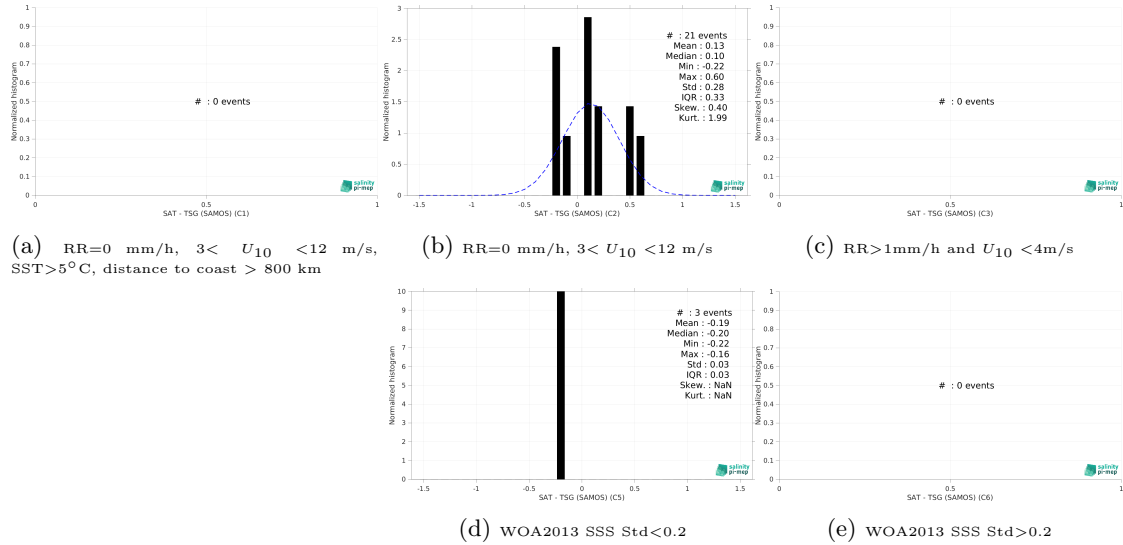 1
0.9
0.8
0.7
0.6
0.5
0.4
0.3
0.2
0.1
0
Normalized histogram
# : 0 events
salinity
pi-mep
0 0.5 1
SAT - TSG (SAMOS) (C1)
(a) RR=0 mm/h, 3< U10 <12 m/s,
SST>5°C, distance to coast > 800 km
3
2.5
2
1.5
1
0.5
0
Normalized histogram
# : 21 events
Mean : 0.13
Median : 0.10
Min : -0.22
Max : 0.60
Std : 0.28
IQR : 0.33
Skew. : 0.40
Kurt. : 1.99
salinity
pi-mep
-1.5 -1 -0.5 0 0.5 1 1.5
SAT - TSG (SAMOS) (C2)
(b) RR=0 mm/h, 3< U10 <12 m/s
1
0.9
0.8
0.7
0.6
0.5
0.4
0.3
0.2
0.1
0
Normalized histogram
# : 0 events
salinity
pi-mep
0 0.5 1
SAT - TSG (SAMOS) (C3)
(c) RR>1mm/h and U10 <4m/s
10
9
8
7
6
5
4
3
2
1
0
Normalized histogram
# : 3 events
Mean : -0.19
Median : -0.20
Min : -0.22
Max : -0.16
Std : 0.03
IQR : 0.03
Skew. : NaN
Kurt. : NaN
salinity
pi-mep
-1.5 -1 -0.5 0 0.5 1 1.5
SAT - TSG (SAMOS) (C5)
(d) WOA2013 SSS Std<0.2
1
0.9
0.8
0.7
0.6
0.5
0.4
0.3
0.2
0.1
0
Normalized histogram
# : 0 events
salinity
pi-mep
0 0.5 1
SAT - TSG (SAMOS) (C6)
(e) WOA2013 SSS Std>0.2